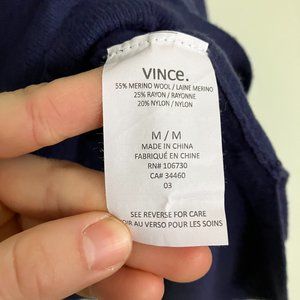 VINCE.
55% MERINO WOOL / LAINE MERINO
25% RAYON / RAYONNE
20% NYLON / NYLON
M / M
MADE IN CHINA
FABRIQUÉ EN CHINE
RN# 106730
CA# 34460
03
SEE REVERSE FOR CARE
VOIR AU VERSO POUR LES SOINS